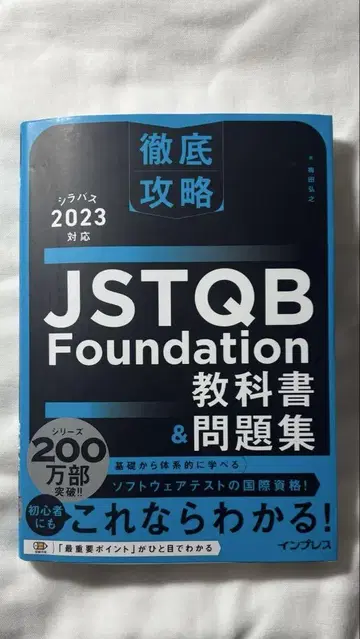 徹底
攻略
シラバス
2023
対応
JSTQB
Foundation
教科書
&問題集
シリーズ
200
万部
突破!!
基礎から体系的に学べる
ソフトウェアテストの国際資格!
初心者
にも
これならわかる!
「最重要ポイント」がひと目でわかる
インプレス